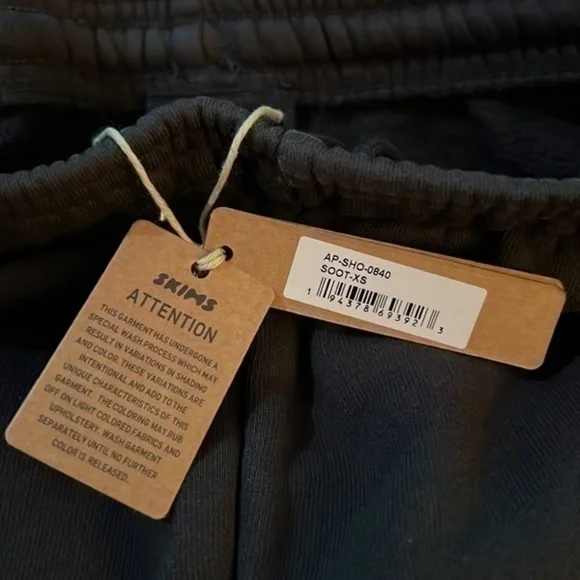 SKIMS
ATTENTION
THIS GARMENT HAS UNDERGONE A
SPECIAL WASH PROCESS WHICH MAY
RESULT IN VARIATIONS IN SHADING
AND COLOR. THESE VARIATIONS ARE
INTENTIONAL AND ADD TO THE
UNIQUE CHARACTERISTICS OF THIS
GARMENT. THE COLORING MAY RUB
OFF ON LIGHT COLORED FABRICS AND
UPHOLSTERY. WASH GARMENT
SEPARATELY UNTIL NO FURTHER
COLOR IS RELEASED.
AP-SHO-0840
SOOT-XS
1 94378 69392 3